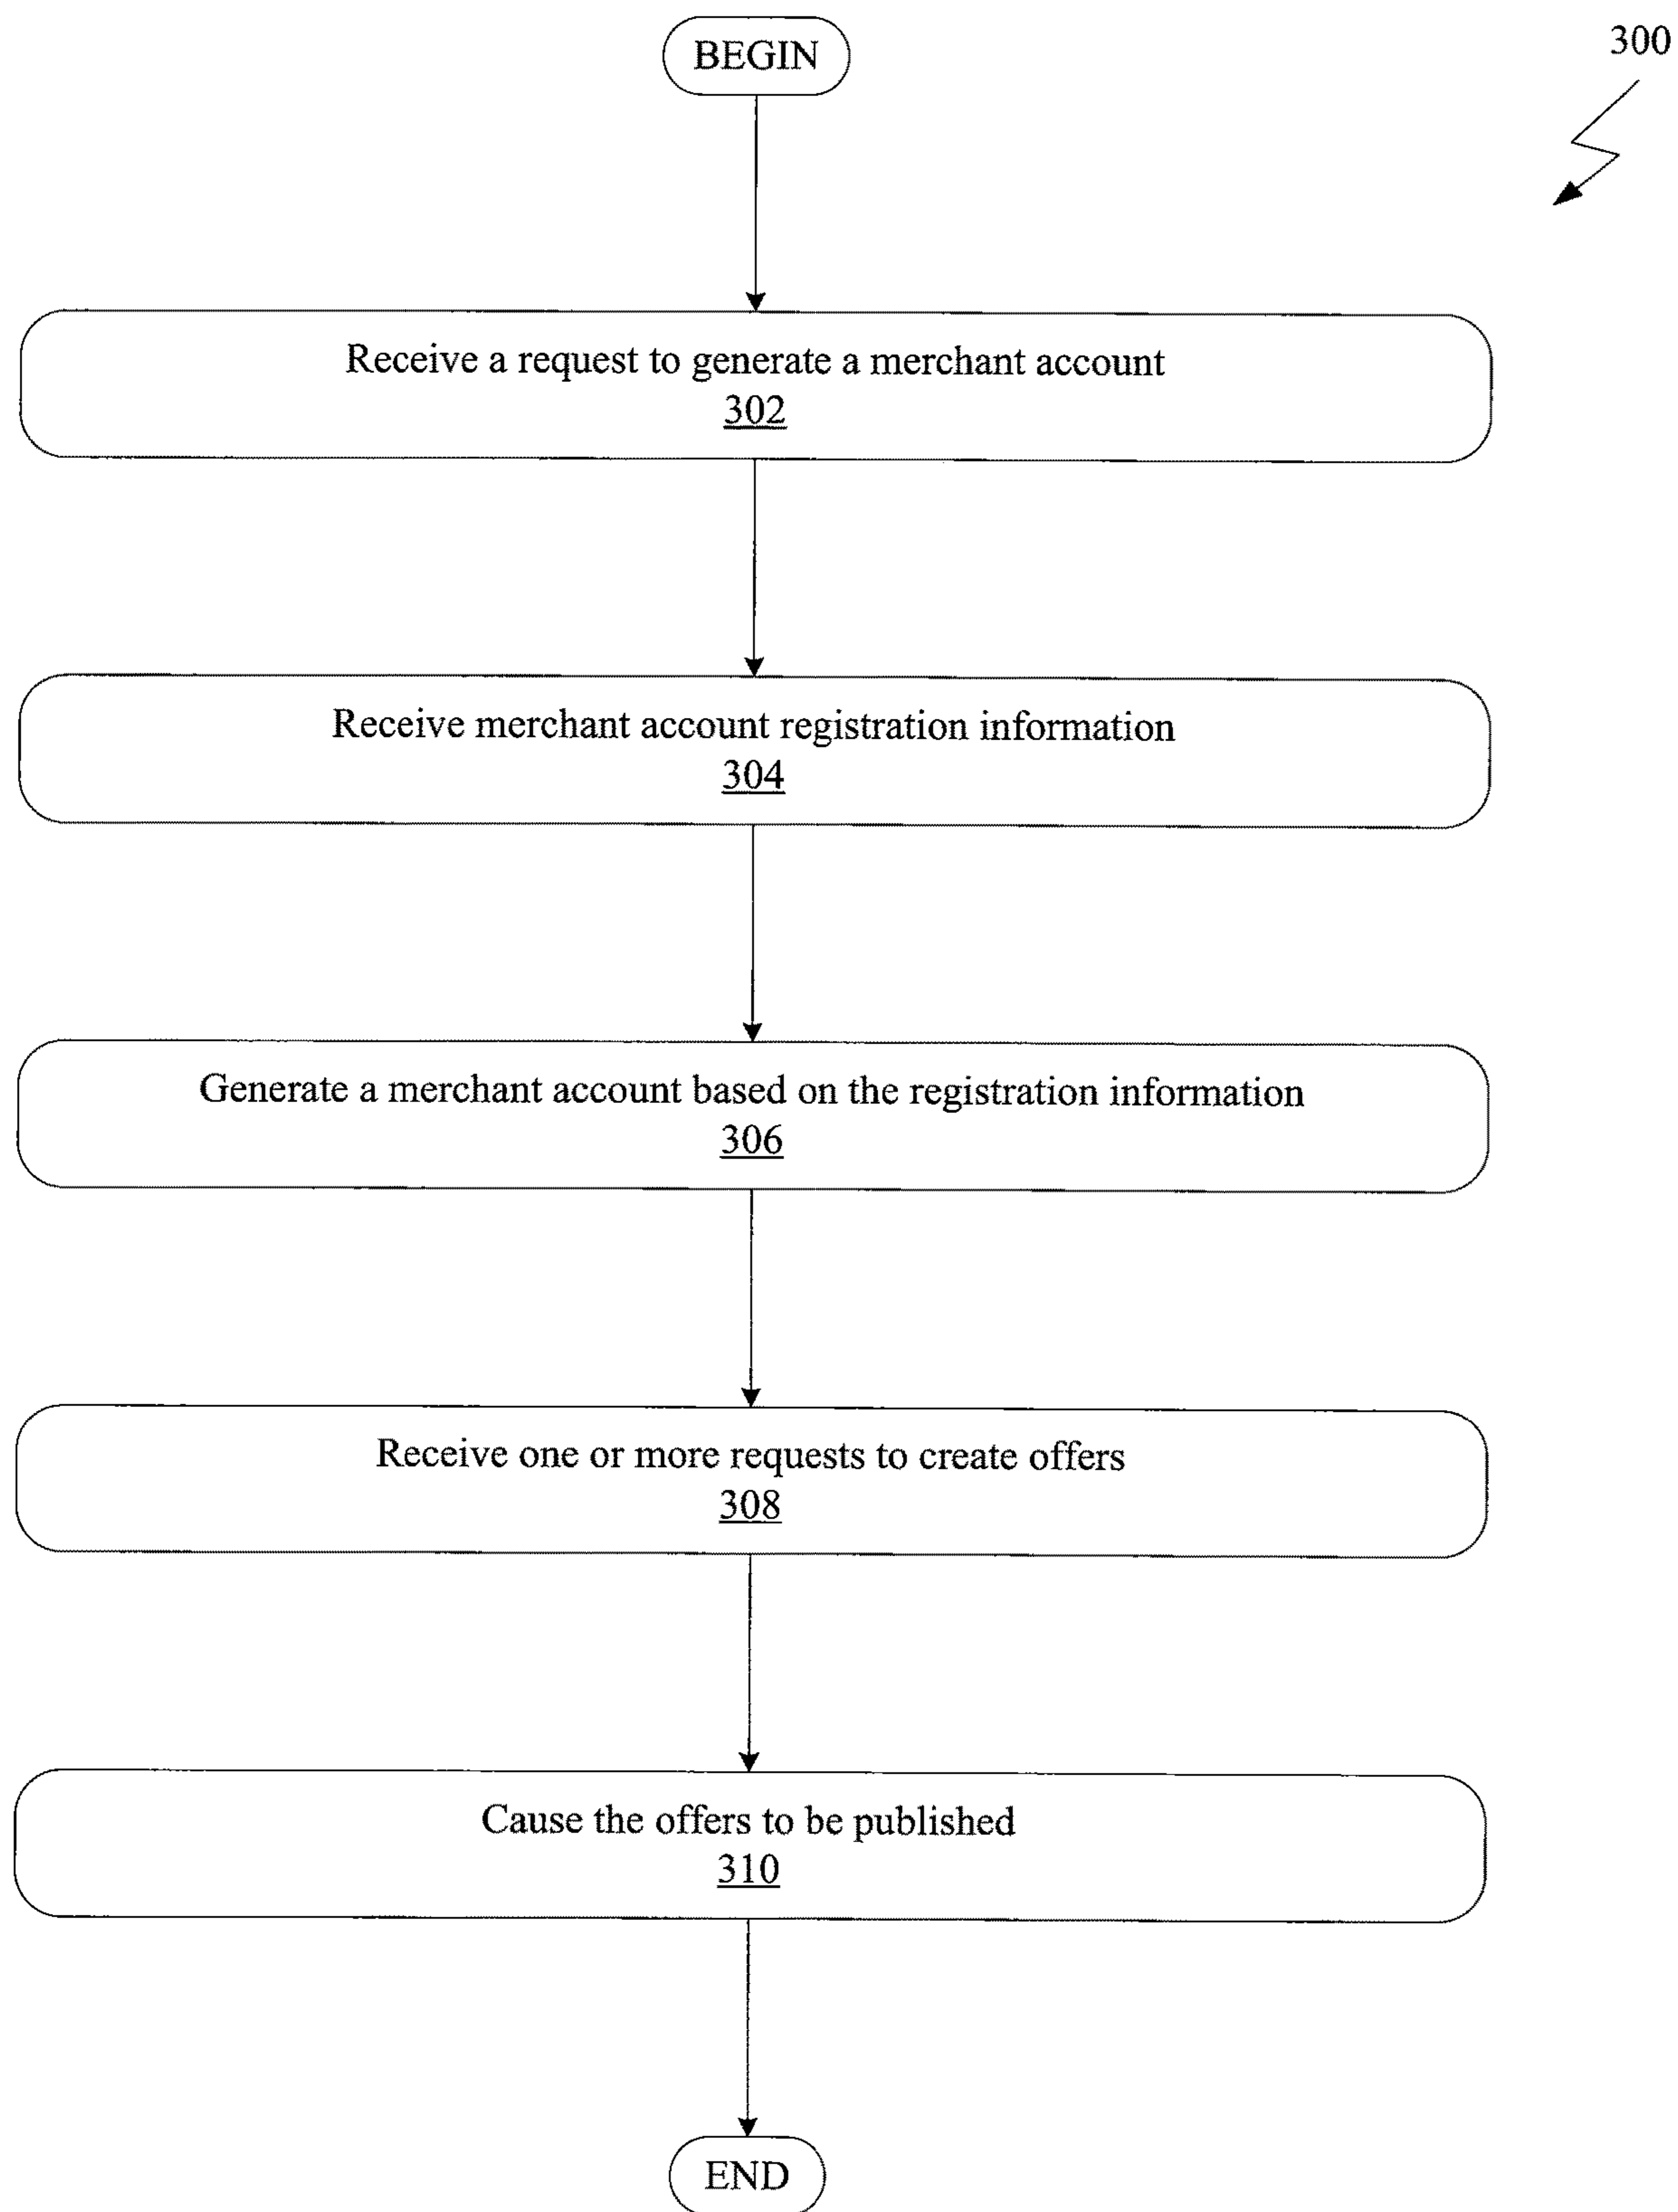 BEGIN
300
Receive a request to generate a merchant account
302
Receive merchant account registration information
304
Generate a merchant account based on the registration information
306
Receive one or more requests to create offers
308
Cause the offers to be published
310
END